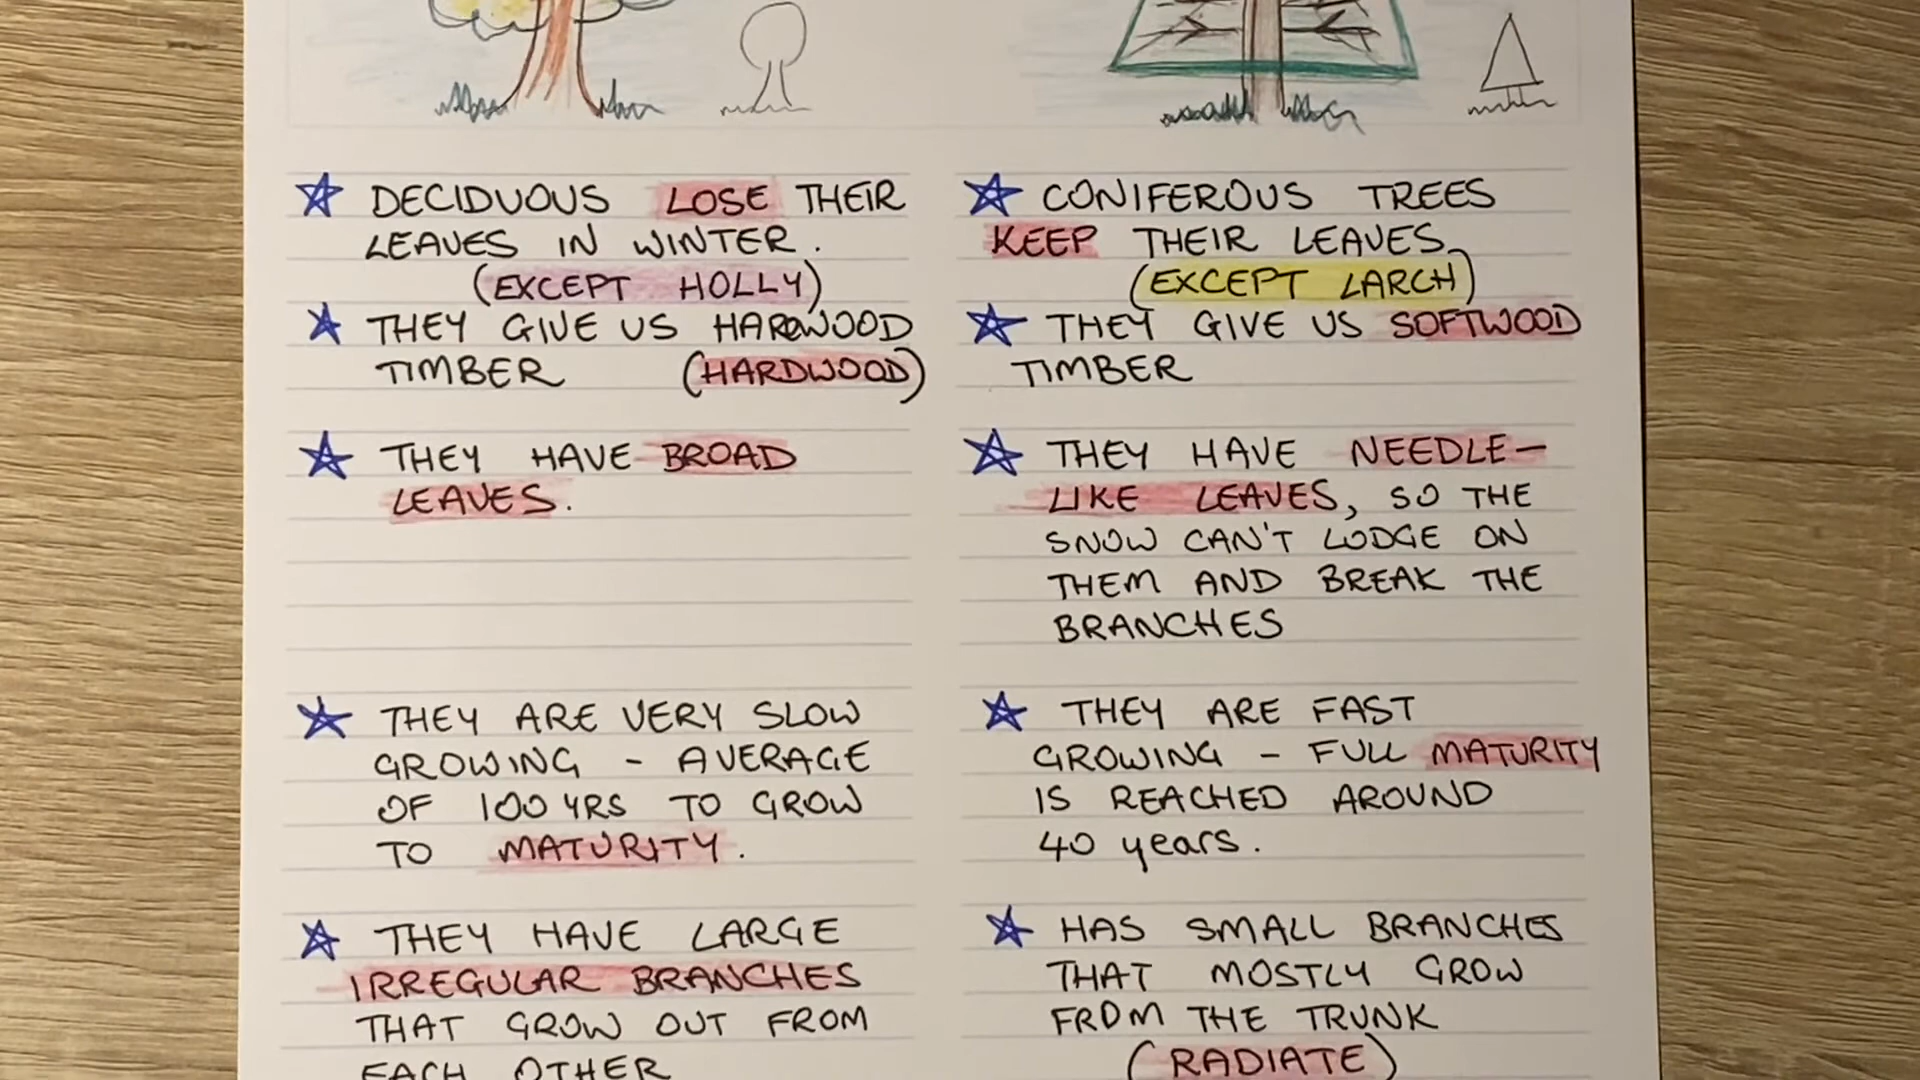 DECIDUOUS LOSE THEIR
LEAVES IN WINTER.
(EXCEPT HOLLY)
THEY GIVE US HARDWOOD
TIMBER (HARDWOOD)
THEY HAVE BROAD
LEAVES.
THEY ARE VERY SLOW
GROWING - AVERAGE
OF 100 YRS TO GROW
TO MATURITY.
THEY HAVE LARGE
IRREGULAR BRANCHES
THAT GROW OUT FROM
EACH OTHER
CONIFEROUS TREES
KEEP THEIR LEAVES
(EXCEPT LARCH)
THEY GIVE US SOFTWOOD
TIMBER
THEY HAVE NEEDLE-
LIKE LEAVES, SO THE
SNOW CAN'T LODGE ON
THEM AND BREAK THE
BRANCHES
THEY ARE FAST
GROWING - FULL MATURITY
IS REACHED AROUND
40 years.
HAS SMALL BRANCHES
THAT MOSTLY GROW
FROM THE TRUNK
(RADIATE)